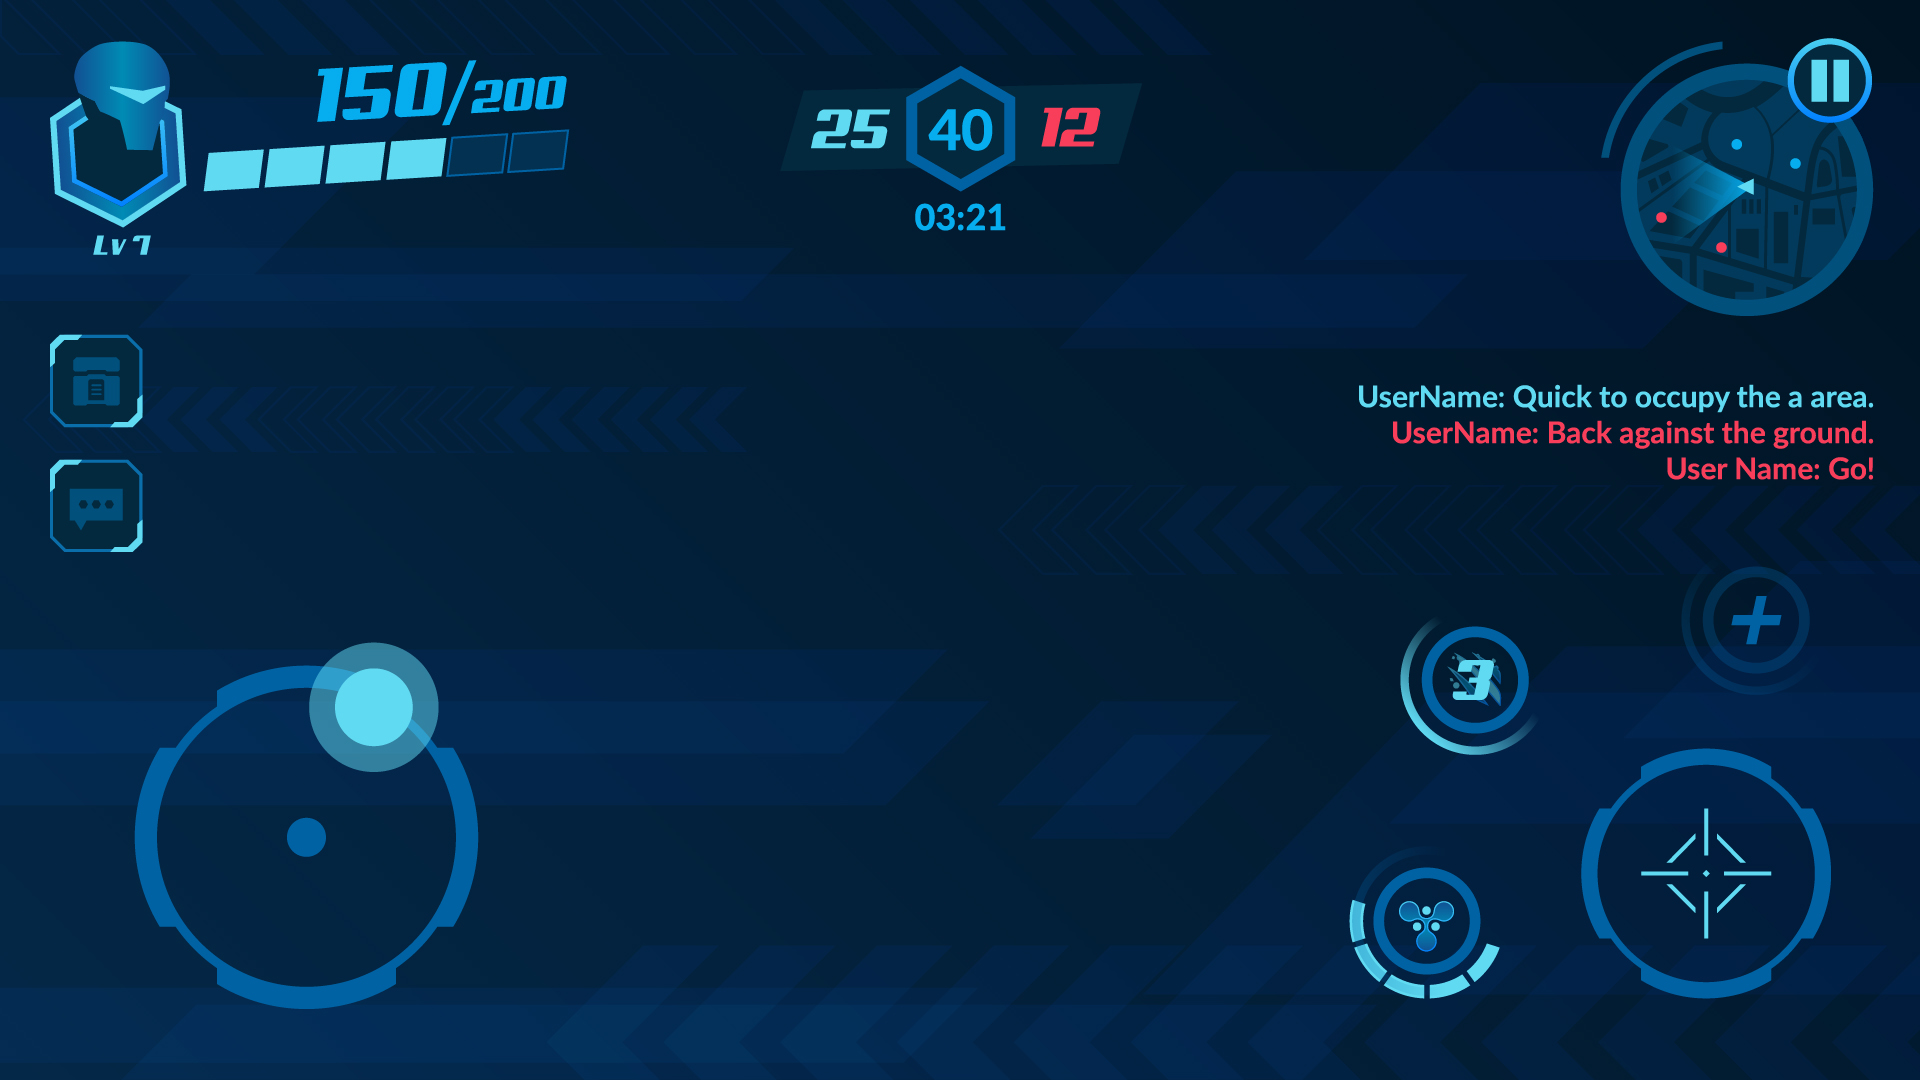 150/200
Lv 7
25 40 12
03:21
UserName: Quick to occupy the a area.
UserName: Back against the ground.
User Name: Go!
3